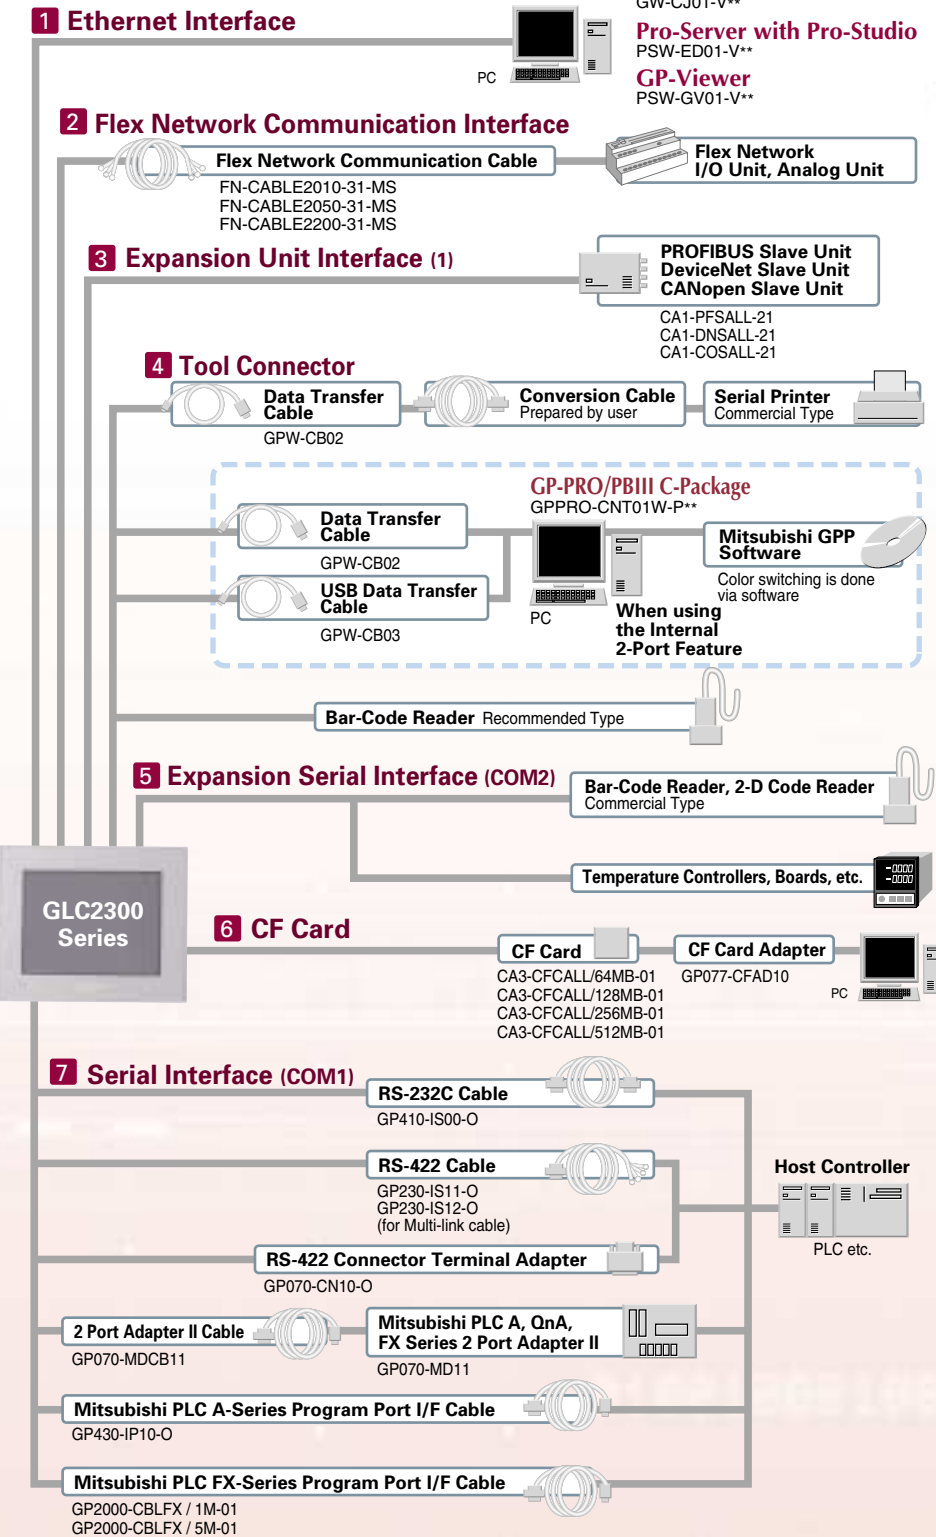 GW-CJ01-V**
1 Ethernet Interface
Pro-Server with Pro-Studio
PSW-ED01-V**
PC
GP-Viewer
PSW-GV01-V**
2 Flex Network Communication Interface
Flex Network Communication Cable
FN-CABLE2010-31-MS
FN-CABLE2050-31-MS
FN-CABLE2200-31-MS
Flex Network
I/O Unit, Analog Unit
3 Expansion Unit Interface (1)
PROFIBUS Slave Unit
DeviceNet Slave Unit
CANopen Slave Unit
CA1-PFSALL-21
CA1-DNSALL-21
CA1-COSALL-21
4 Tool Connector
Data Transfer
Cable
GPW-CB02
Conversion Cable
Prepared by user
Serial Printer
Commercial Type
GP-PRO/PBIII C-Package
GPPRO-CNT01W-P**
Data Transfer
Cable
GPW-CB02
USB Data Transfer
Cable
GPW-CB03
PC
When using
the Internal
2-Port Feature
Mitsubishi GPP
Software
Color switching is done
via software
Bar-Code Reader Recommended Type
5 Expansion Serial Interface (COM2)
Bar-Code Reader, 2-D Code Reader
Commercial Type
Temperature Controllers, Boards, etc.
-0000
-0000
GLC2300
Series
6 CF Card
CF Card
CA3-CFCALL/64MB-01
CA3-CFCALL/128MB-01
CA3-CFCALL/256MB-01
CA3-CFCALL/512MB-01
CF Card Adapter
GP077-CFAD10
PC
7 Serial Interface (COM1)
RS-232C Cable
GP410-IS00-O
RS-422 Cable
GP230-IS11-O
GP230-IS12-O
(for Multi-link cable)
Host Controller
PLC etc.
RS-422 Connector Terminal Adapter
GP070-CN10-O
2 Port Adapter II Cable
GP070-MDCB11
Mitsubishi PLC A, QnA,
FX Series 2 Port Adapter II
GP070-MD11
Mitsubishi PLC A-Series Program Port I/F Cable
GP430-IP10-O
Mitsubishi PLC FX-Series Program Port I/F Cable
GP2000-CBLFX / 1M-01
GP2000-CBLFX / 5M-01